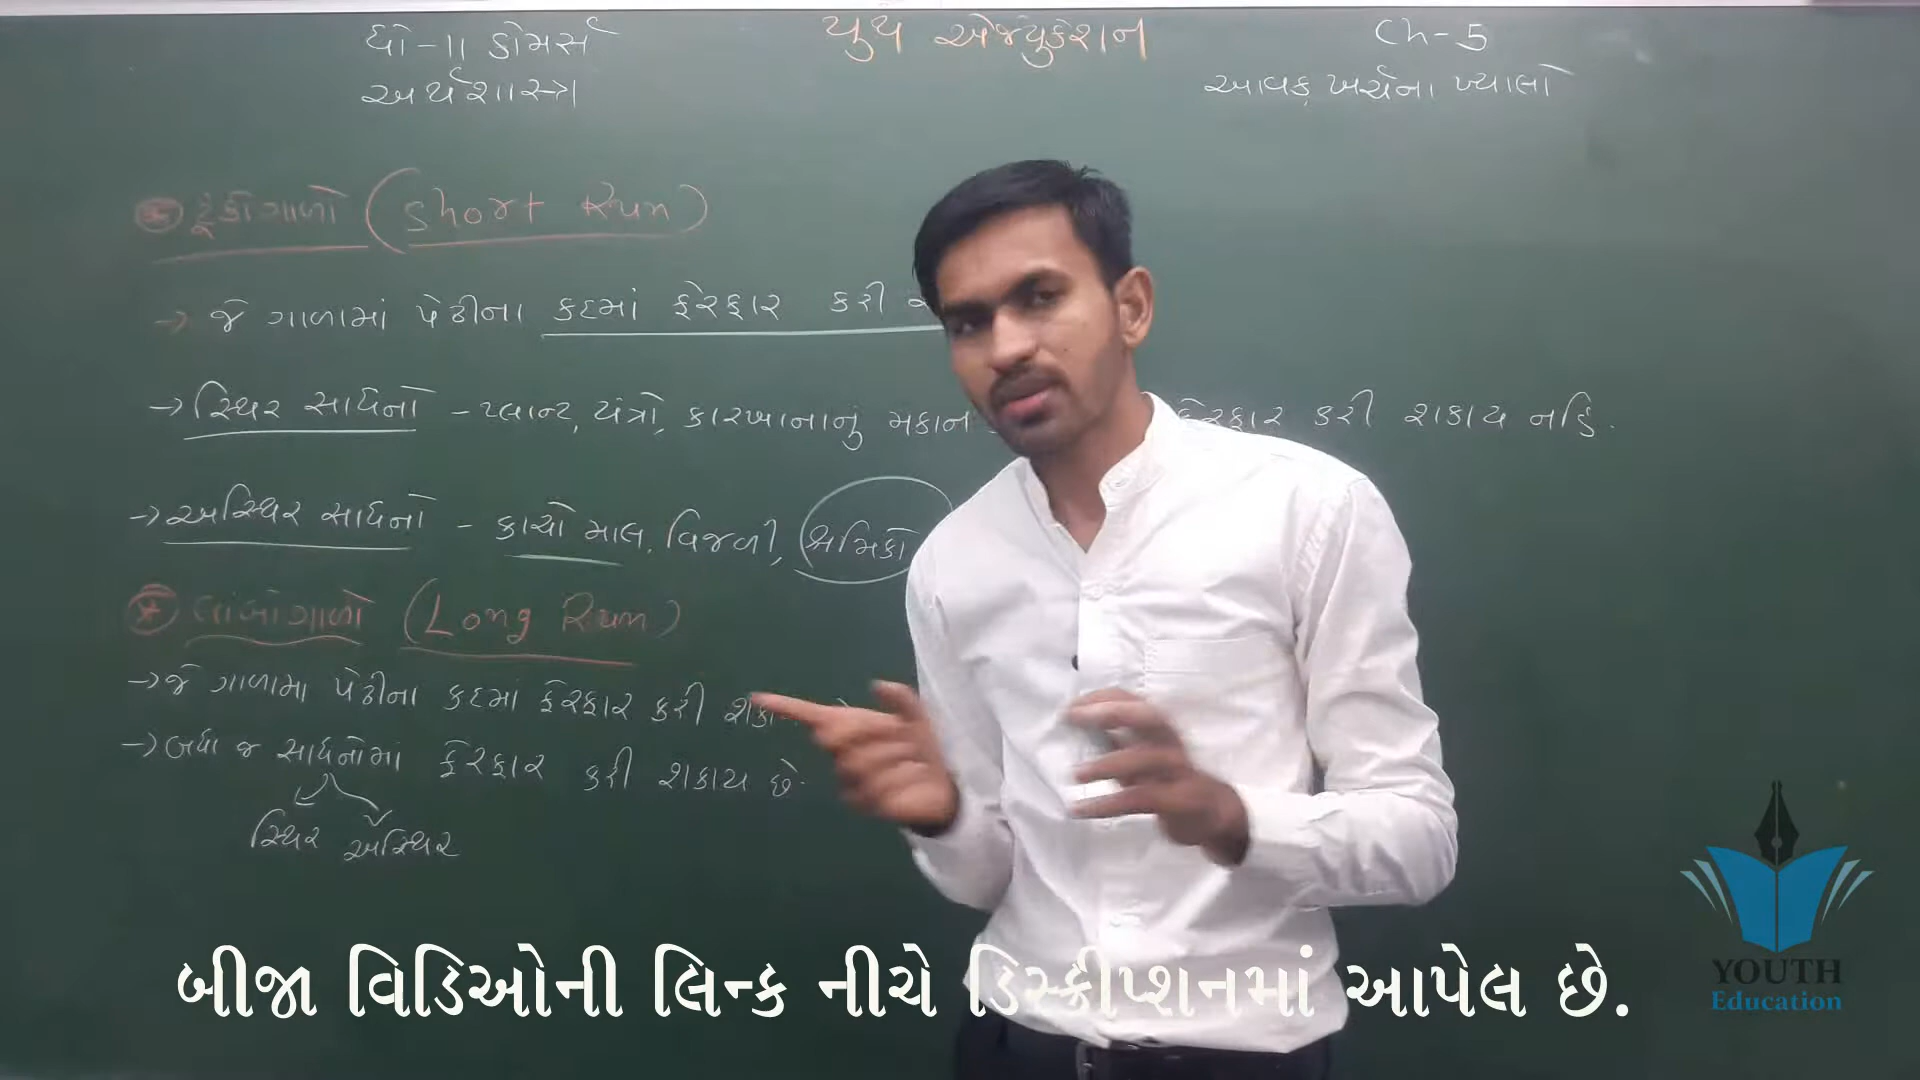 ધો-11 કોમર્સ
અર્થશાસ્ત્ર
યુથ એજ્યુકેશન
Ch-5
આવક ખર્ચના ખ્યાલો
ટૂંકોગાળો (Short Run)
→ જે ગાળામાં પેઢીના કદમાં ફેરફાર કરી
→ સ્થિર સાધનો - પ્લાન્ટ, યંત્રો, કારખાનાનું મકાન ફેરફાર કરી શકાય નહિ.
→ અસ્થિર સાધનો - કાચો માલ, વિજળી, શ્રમિકો
લાંબોગાળો (Long Run)
→ જે ગાળામા પેઢીના કદમાં ફેરફાર કરી
→ બધા જ સાધનોમાં ફેરફાર કરી શકાય છે.
સ્થિર અસ્થિર
બીજા વિડિઓની લિન્ક નીચે ડિસ્ક્રીપ્શનમાં આપેલ છે.
YOUTH
Education